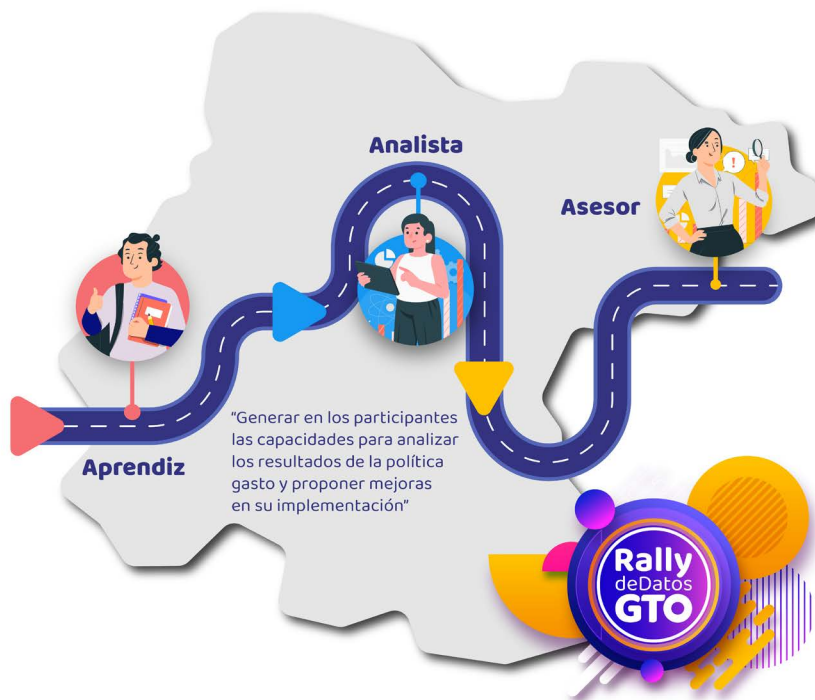 Analista
Asesor
Aprendiz
"Generar en los participantes
las capacidades para analizar
los resultados de la política
gasto y proponer mejoras
en su implementación"
Rally
deDatos
GTO